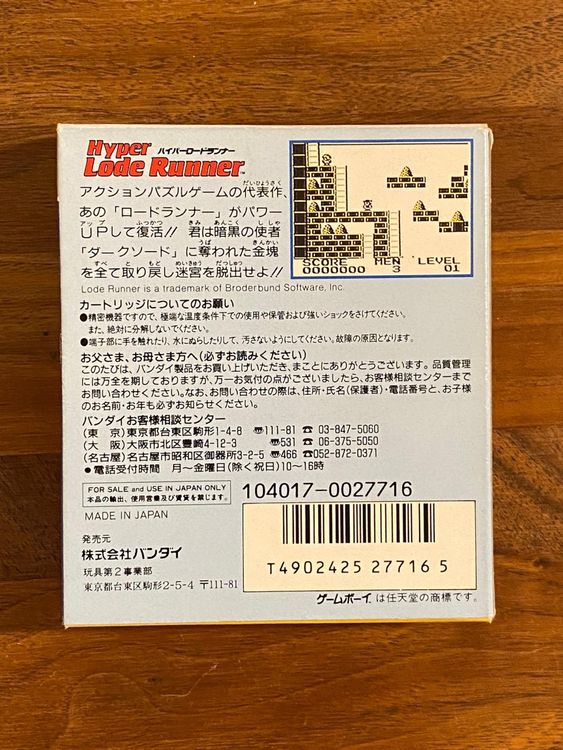 Hyper ハイパーロードランナー
Lode Runner™
アクションパズルゲームの代表作、
あの「ロードランナー」がパワー
UPして復活!! 君は暗黒の使者
「ダークソード」に奪われた金塊
を全て取り戻し迷宮を脱出せよ!!
SCORE MEN LEVEL
0000000 3 01
Lode Runner is a trademark of Broderbund Software, Inc.
カートリッジについてのお願い
●精密機器ですので、極端な温度条件下での使用や保管および強いショックをさけてください。
また、絶対に分解しないでください。
●端子部に手を触れたり、水にぬらしたりして、汚さないようにしてください。故障の原因となります。
お父さま、お母さま方へ(必ずお読みください)
このたびは、バンダイ製品をお買い上げいただき、まことにありがとうございます。品質管理
には万全を期しておりますが、万一お気付の点がございましたら、お客様相談センターまで
お問い合わせください。なお、お問い合わせの際は、住所・氏名(保護者)・電話番号と、お子様
のお名前・お年も必ずお知らせください。
バンダイお客様相談センター
(東 京)東京都台東区駒形1-4-8 〠111-81 ☎03-847-5060
(大 阪)大阪市北区豊崎4-12-3 〠531 ☎06-375-5050
(名古屋)名古屋市昭和区御器所3-2-5 〠466 ☎052-872-0371
●電話受付時間 月〜金曜日(除く祝日)10〜16時
FOR SALE and USE IN JAPAN ONLY
本品の輸出、使用営業及び賃貸を禁じます。
104017-0027716
MADE IN JAPAN
発売元
株式会社バンダイ
玩具第2事業部
東京都台東区駒形2-5-4 〒111-81
T4902425 27716 5
ゲームボーイ は任天堂の商標です。